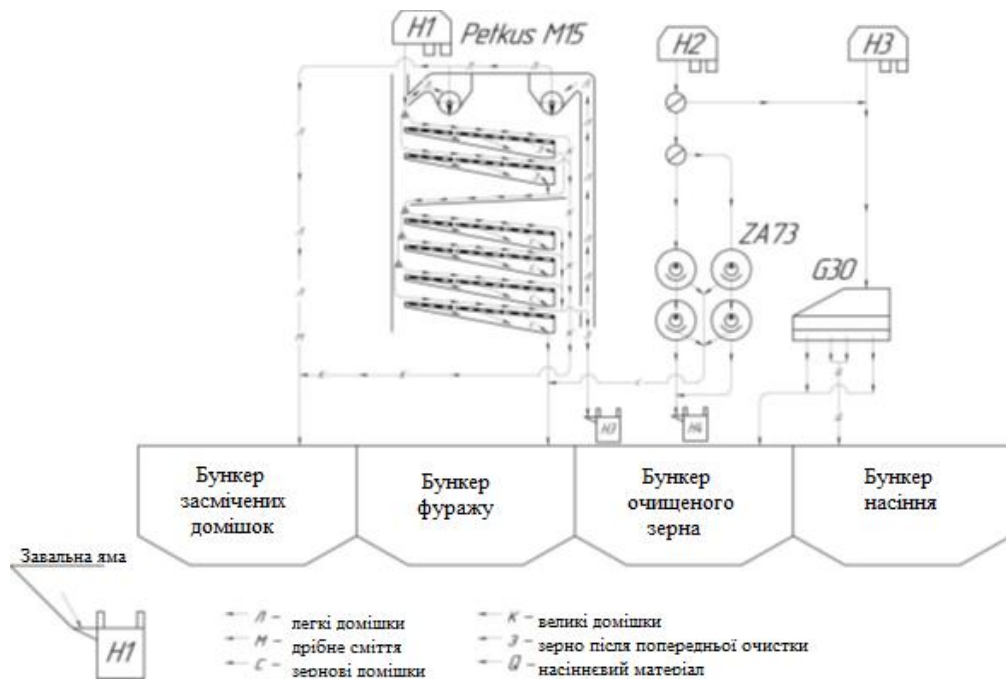 H1
Petkus M15
H2
H3
ZA73
G30
H3
H4
Бункер
засмічених
домішок
Бункер
фуражу
Бункер
очищеного
зерна
Бункер
насіння
Завальна яма
H1
Л – легкі домішки
М – дрібне сміття
С – зернові домішки
К – великі домішки
З – зерно після попередньої очистки
Q – насіннєвий матеріал